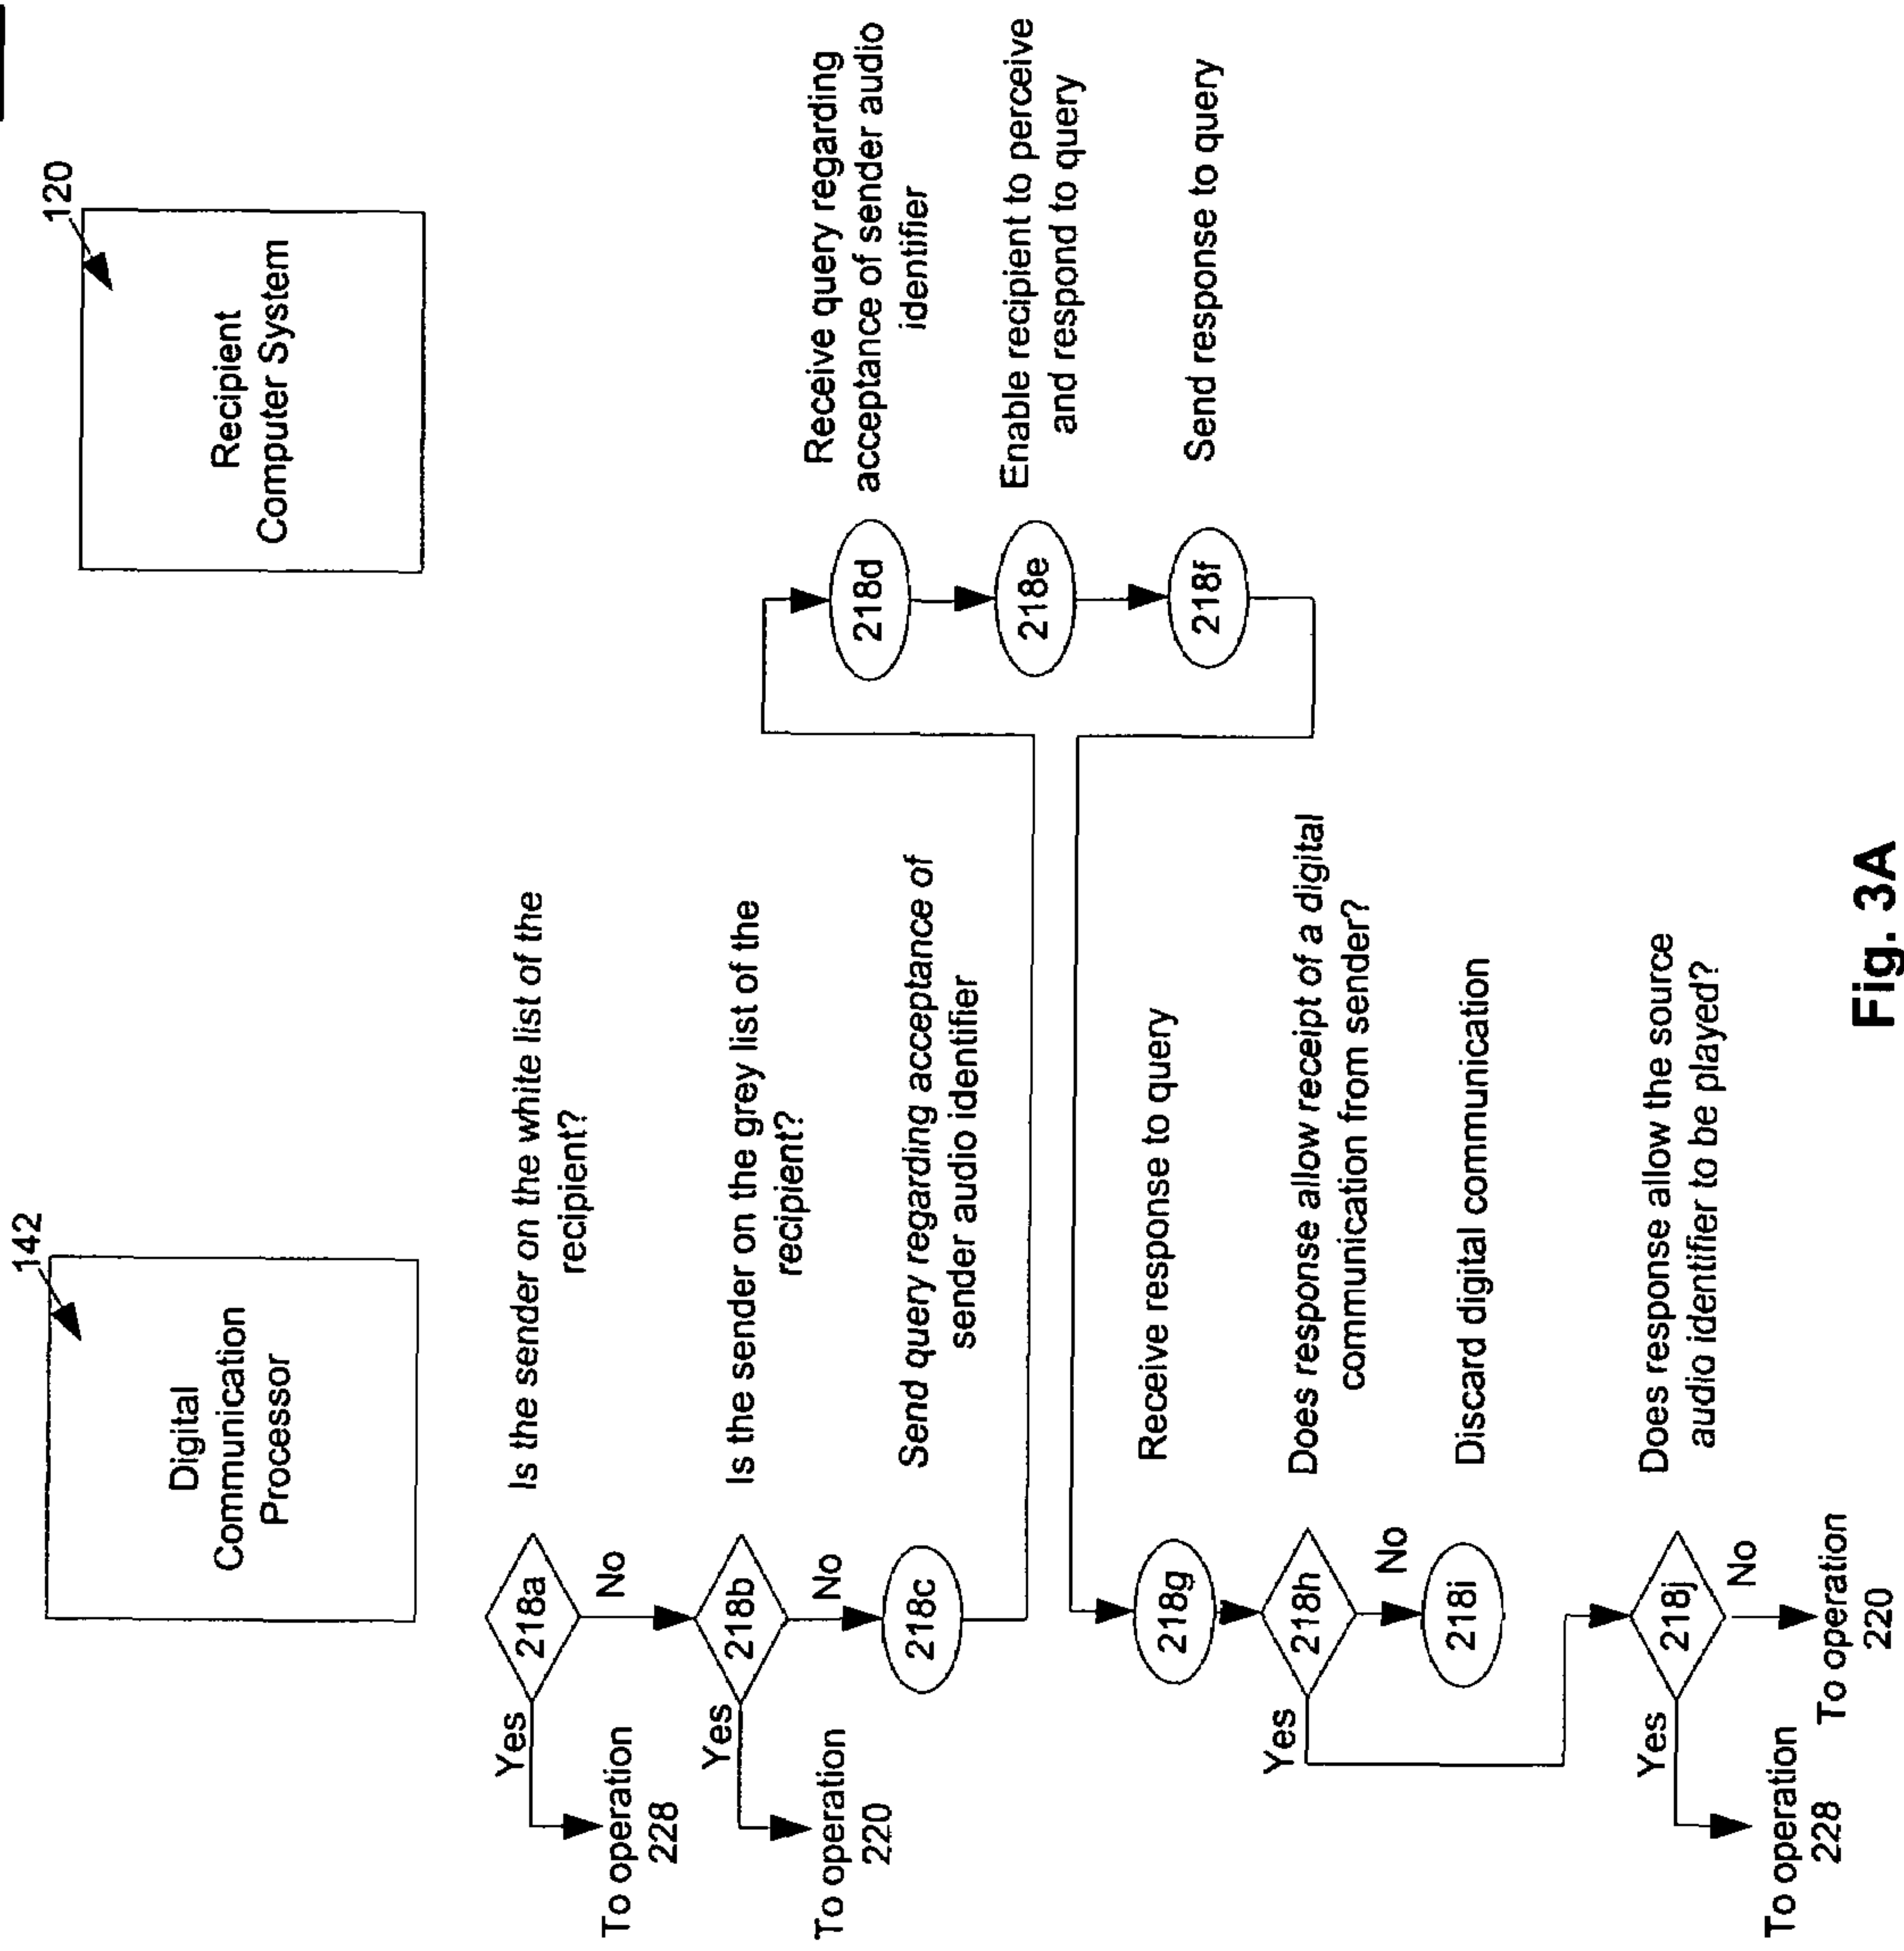 142
Digital
Communication
Processor
120
Recipient
Computer System
218a
Is the sender on the white list of the
recipient?
Yes
No
To operation
228
218b
Is the sender on the grey list of the
recipient?
Yes
No
To operation
220
218c
Send query regarding acceptance of
sender audio identifier
218d
Receive query regarding
acceptance of sender audio
identifier
218e
Enable recipient to perceive
and respond to query
218f
Send response to query
218g
Receive response to query
218h
Does response allow receipt of a digital
communication from sender?
Yes
No
218i
Discard digital communication
218j
Does response allow the source
audio identifier to be played?
Yes
No
To operation
228
To operation
220
Fig. 3A